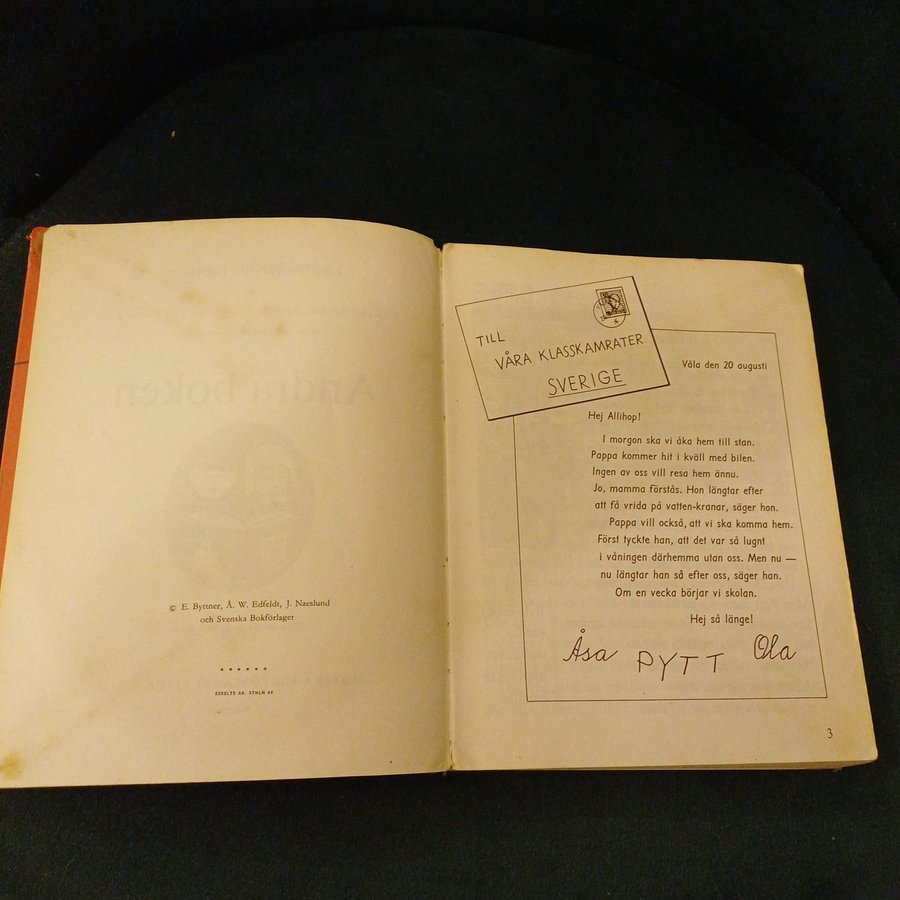 © E. Byttner, Å. W. Edfeldt, J. Naeslund
och Svenska Bokförlaget
ESSELTE AB. STHLM 66
TILL
VÅRA KLASSKAMRATER
SVERIGE
Våla den 20 augusti
Hej Allihop!
I morgon ska vi åka hem till stan.
Pappa kommer hit i kväll med bilen.
Ingen av oss vill resa hem ännu.
Jo, mamma förstås. Hon längtar efter
att få vrida på vatten-kranar, säger hon.
Pappa vill också, att vi ska komma hem.
Först tyckte han, att det var så lugnt
i våningen därhemma utan oss. Men nu —
nu längtar han så efter oss, säger han.
Om en vecka börjar vi skolan.
Hej så länge!
Åsa PYTT Ola
3